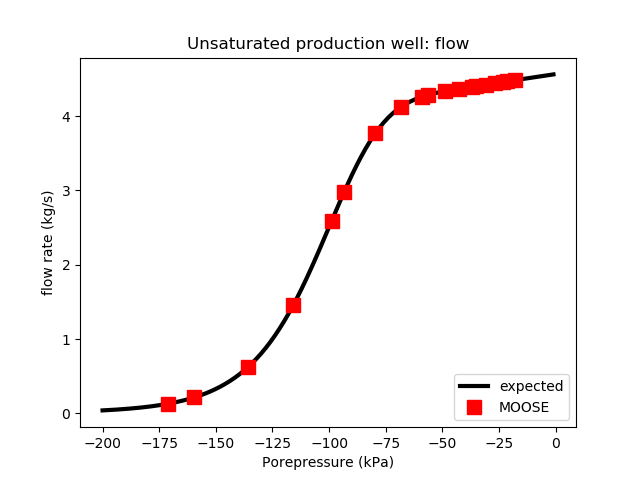 Unsaturated production well: flow
flow rate (kg/s)
4
3
2
1
0
expected
MOOSE
−200 −175 −150 −125 −100 −75 −50 −25 0
Porepressure (kPa)